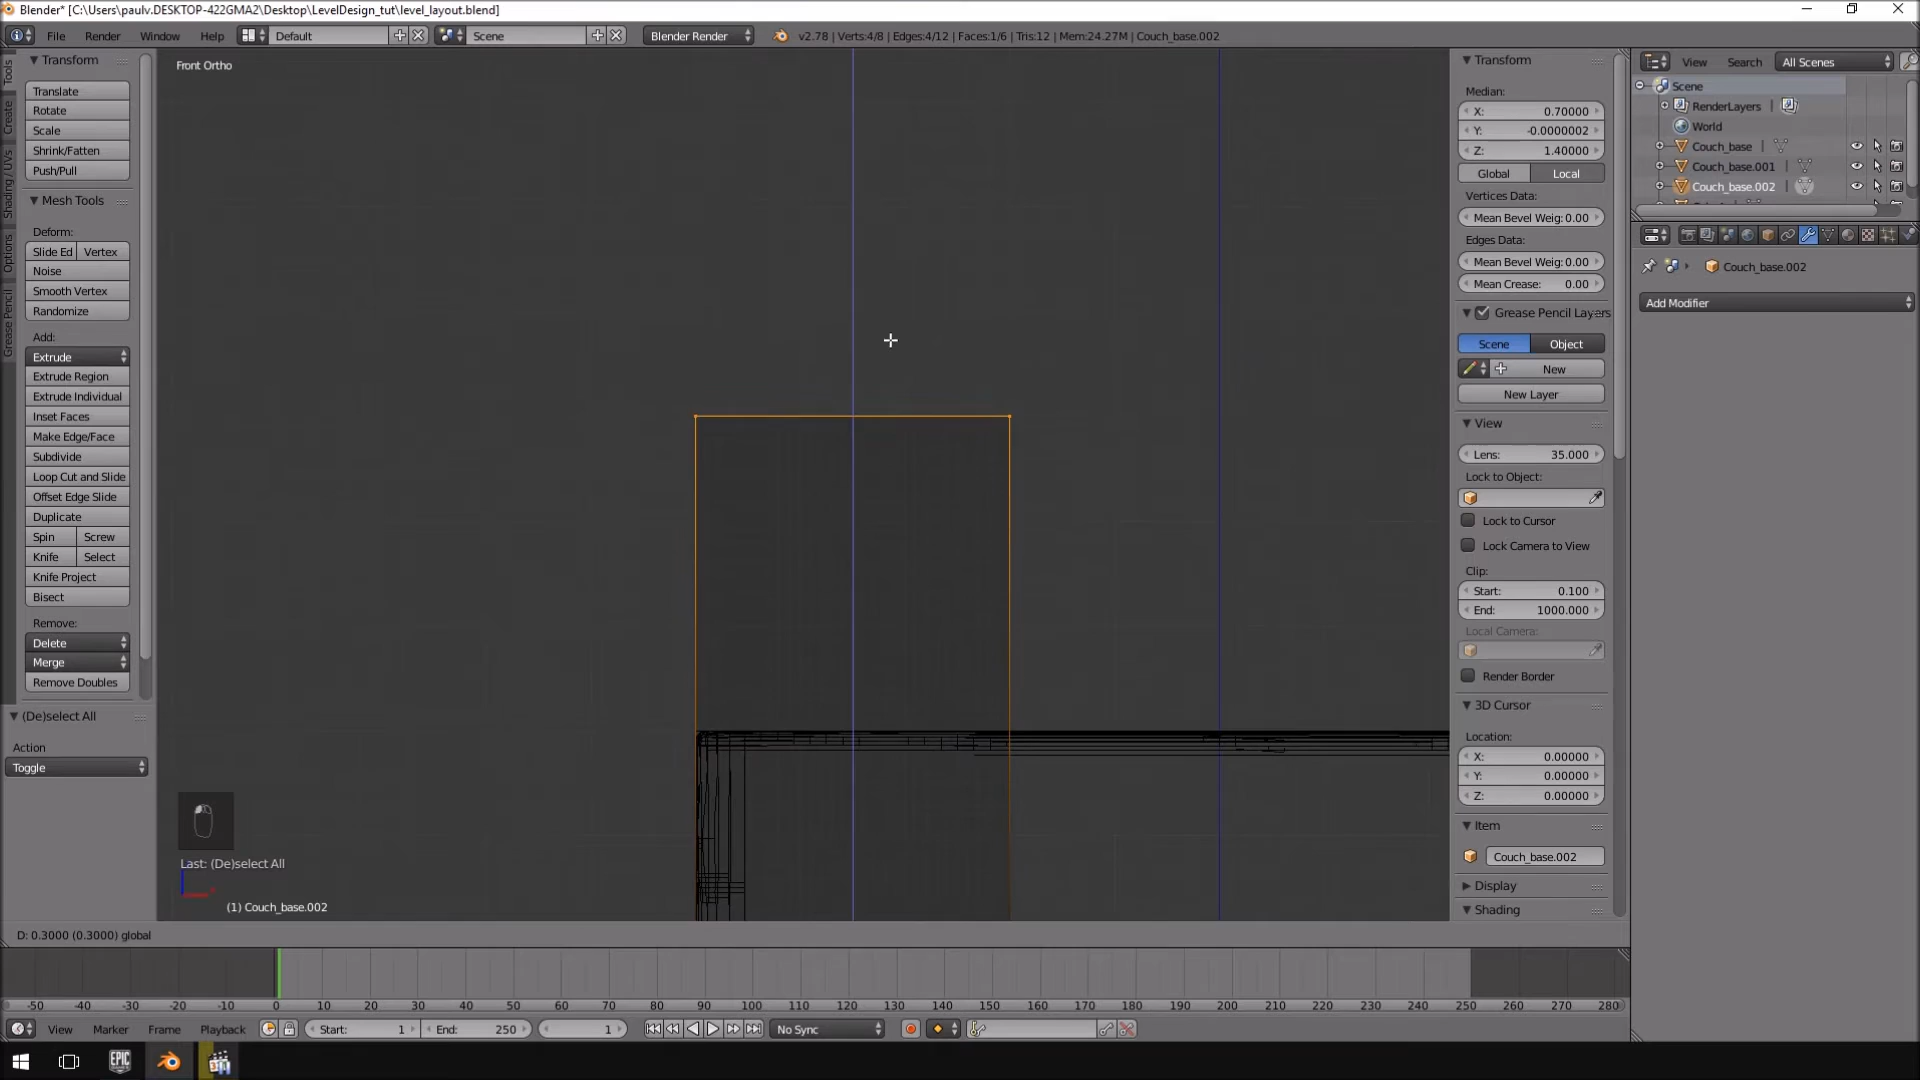 Blender* [C:\Users\paulv.DESKTOP-422GMA2\Desktop\LevelDesign_tut\level_layout.blend]
File Render Window Help Default Scene Blender Render v2.78 | Verts:4/8 | Edges:4/12 | Faces:1/6 | Tris:12 | Mem:24.27M | Couch_base.002
Tools
Create
Shading / UVs
Options
Grease Pencil
Transform
Translate
Rotate
Scale
Shrink/Fatten
Push/Pull
Mesh Tools
Deform:
Slide Ed Vertex
Noise
Smooth Vertex
Randomize
Add:
Extrude
Extrude Region
Extrude Individual
Inset Faces
Make Edge/Face
Subdivide
Loop Cut and Slide
Offset Edge Slide
Duplicate
Spin Screw
Knife Select
Knife Project
Bisect
Remove:
Delete
Merge
Remove Doubles
(De)select All
Action
Toggle
Front Ortho
Last: (De)select All
(1) Couch_base.002
D: 0.3000 (0.3000) global
Transform
Median:
X: 0.70000
Y: -0.0000002
Z: 1.40000
Global Local
Vertices Data:
Mean Bevel Weig: 0.00
Edges Data:
Mean Bevel Weig: 0.00
Mean Crease: 0.00
Grease Pencil Layers
Scene Object
New
New Layer
View
Lens: 35.000
Lock to Object:
Lock to Cursor
Lock Camera to View
Clip:
Start: 0.100
End: 1000.000
Local Camera:
Render Border
3D Cursor
Location:
X: 0.00000
Y: 0.00000
Z: 0.00000
Item
Couch_base.002
Display
Shading
View Search All Scenes
Scene
RenderLayers |
World
Couch_base |
Couch_base.001 |
Couch_base.002 |
Couch_base.002
Add Modifier
-50 -40 -30 -20 -10 0 10 20 30 40 50 60 70 80 90 100 110 120 130 140 150 160 170 180 190 200 210 220 230 240 250 260 270 280
View Marker Frame Playback Start: 1 End: 250 1 No Sync
EPIC